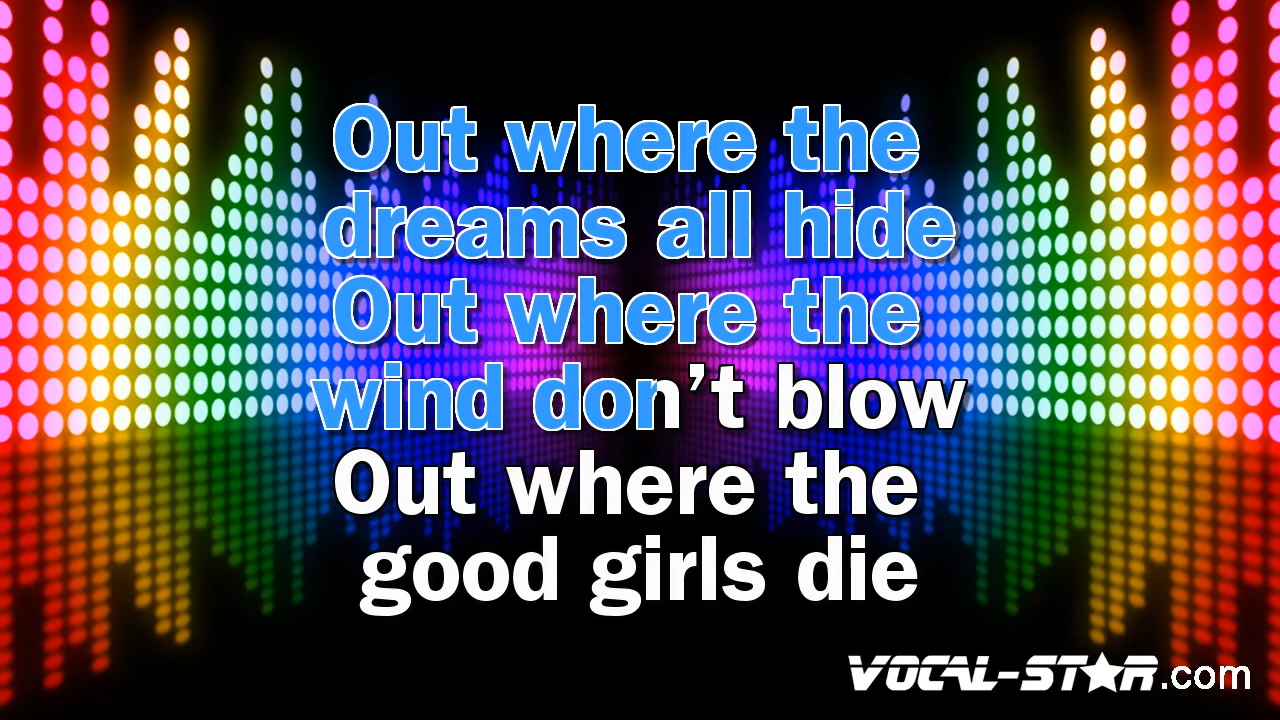 Out where the
dreams all hide
Out where the
wind don’t blow
Out where the
good girls die
VOCAL-STAR.com